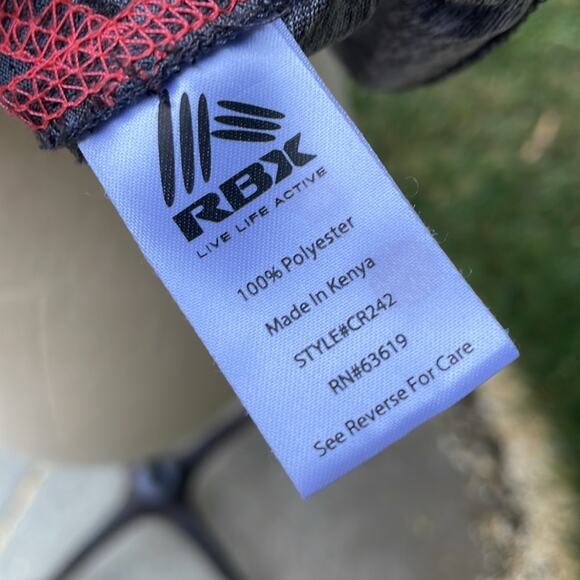 RBX
LIVE LIFE ACTIVE
100% Polyester
Made In Kenya
STYLE#CR242
RN#63619
See Reverse For Care